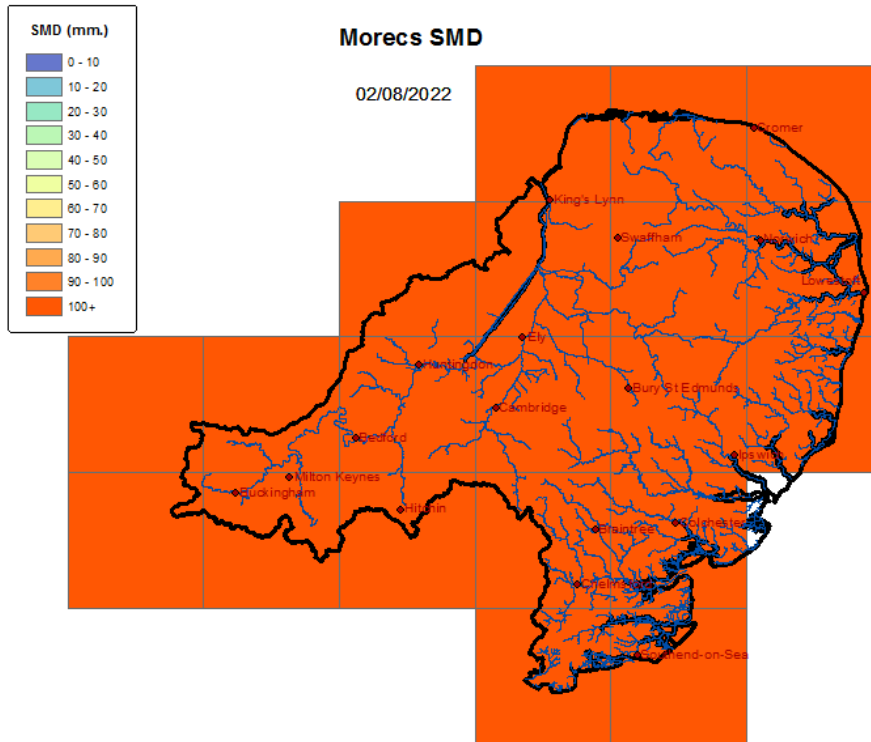 SMD (mm.)
0 - 10
10 - 20
20 - 30
30 - 40
40 - 50
50 - 60
60 - 70
70 - 80
80 - 90
90 - 100
100+
Morecs SMD
02/08/2022
Cromer
King's Lynn
Swaffham
Norwich
Lowestoft
Ely
Huntingdon
Bury St Edmunds
Cambridge
Bedford
Ipswich
Milton Keynes
Buckingham
Hitchin
Colchester
Braintree
Chelmsford
Southend-on-Sea